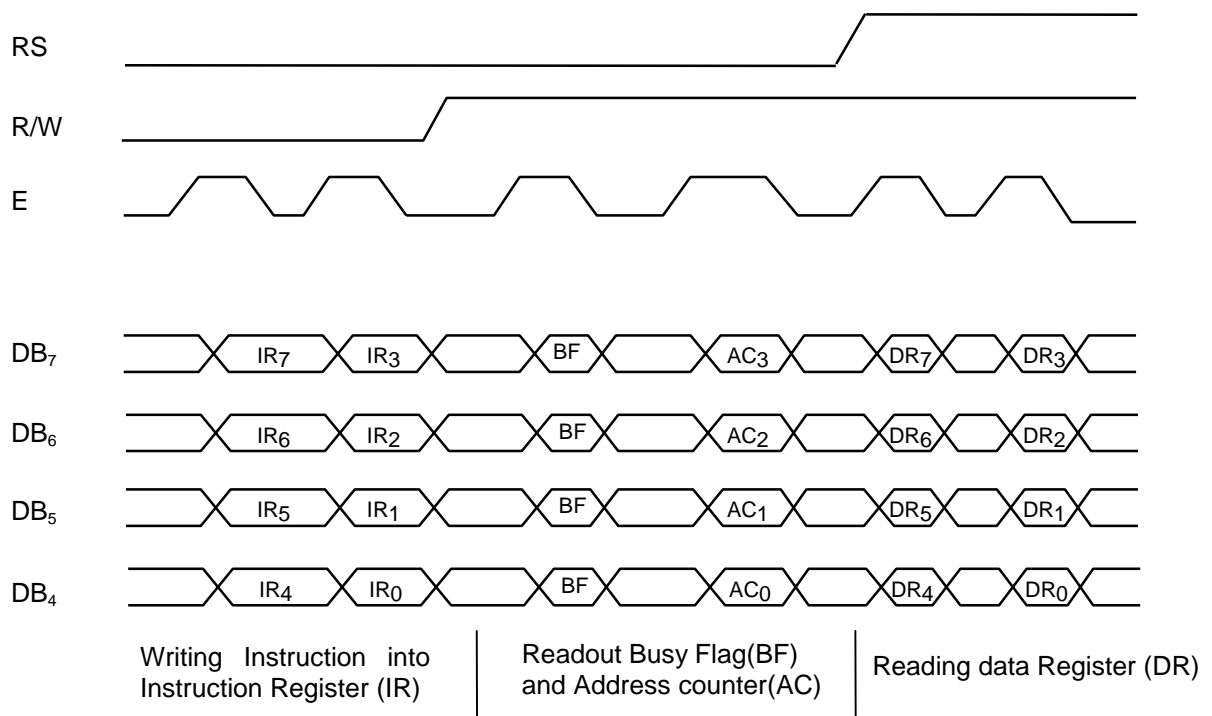 RS
R/W
E
DB₇ IR₇ IR₃ BF AC₃ DR₇ DR₃
DB₆ IR₆ IR₂ BF AC₂ DR₆ DR₂
DB₅ IR₅ IR₁ BF AC₁ DR₅ DR₁
DB₄ IR₄ IR₀ BF AC₀ DR₄ DR₀
Writing Instruction into
Instruction Register (IR)
Readout Busy Flag(BF)
and Address counter(AC)
Reading data Register (DR)